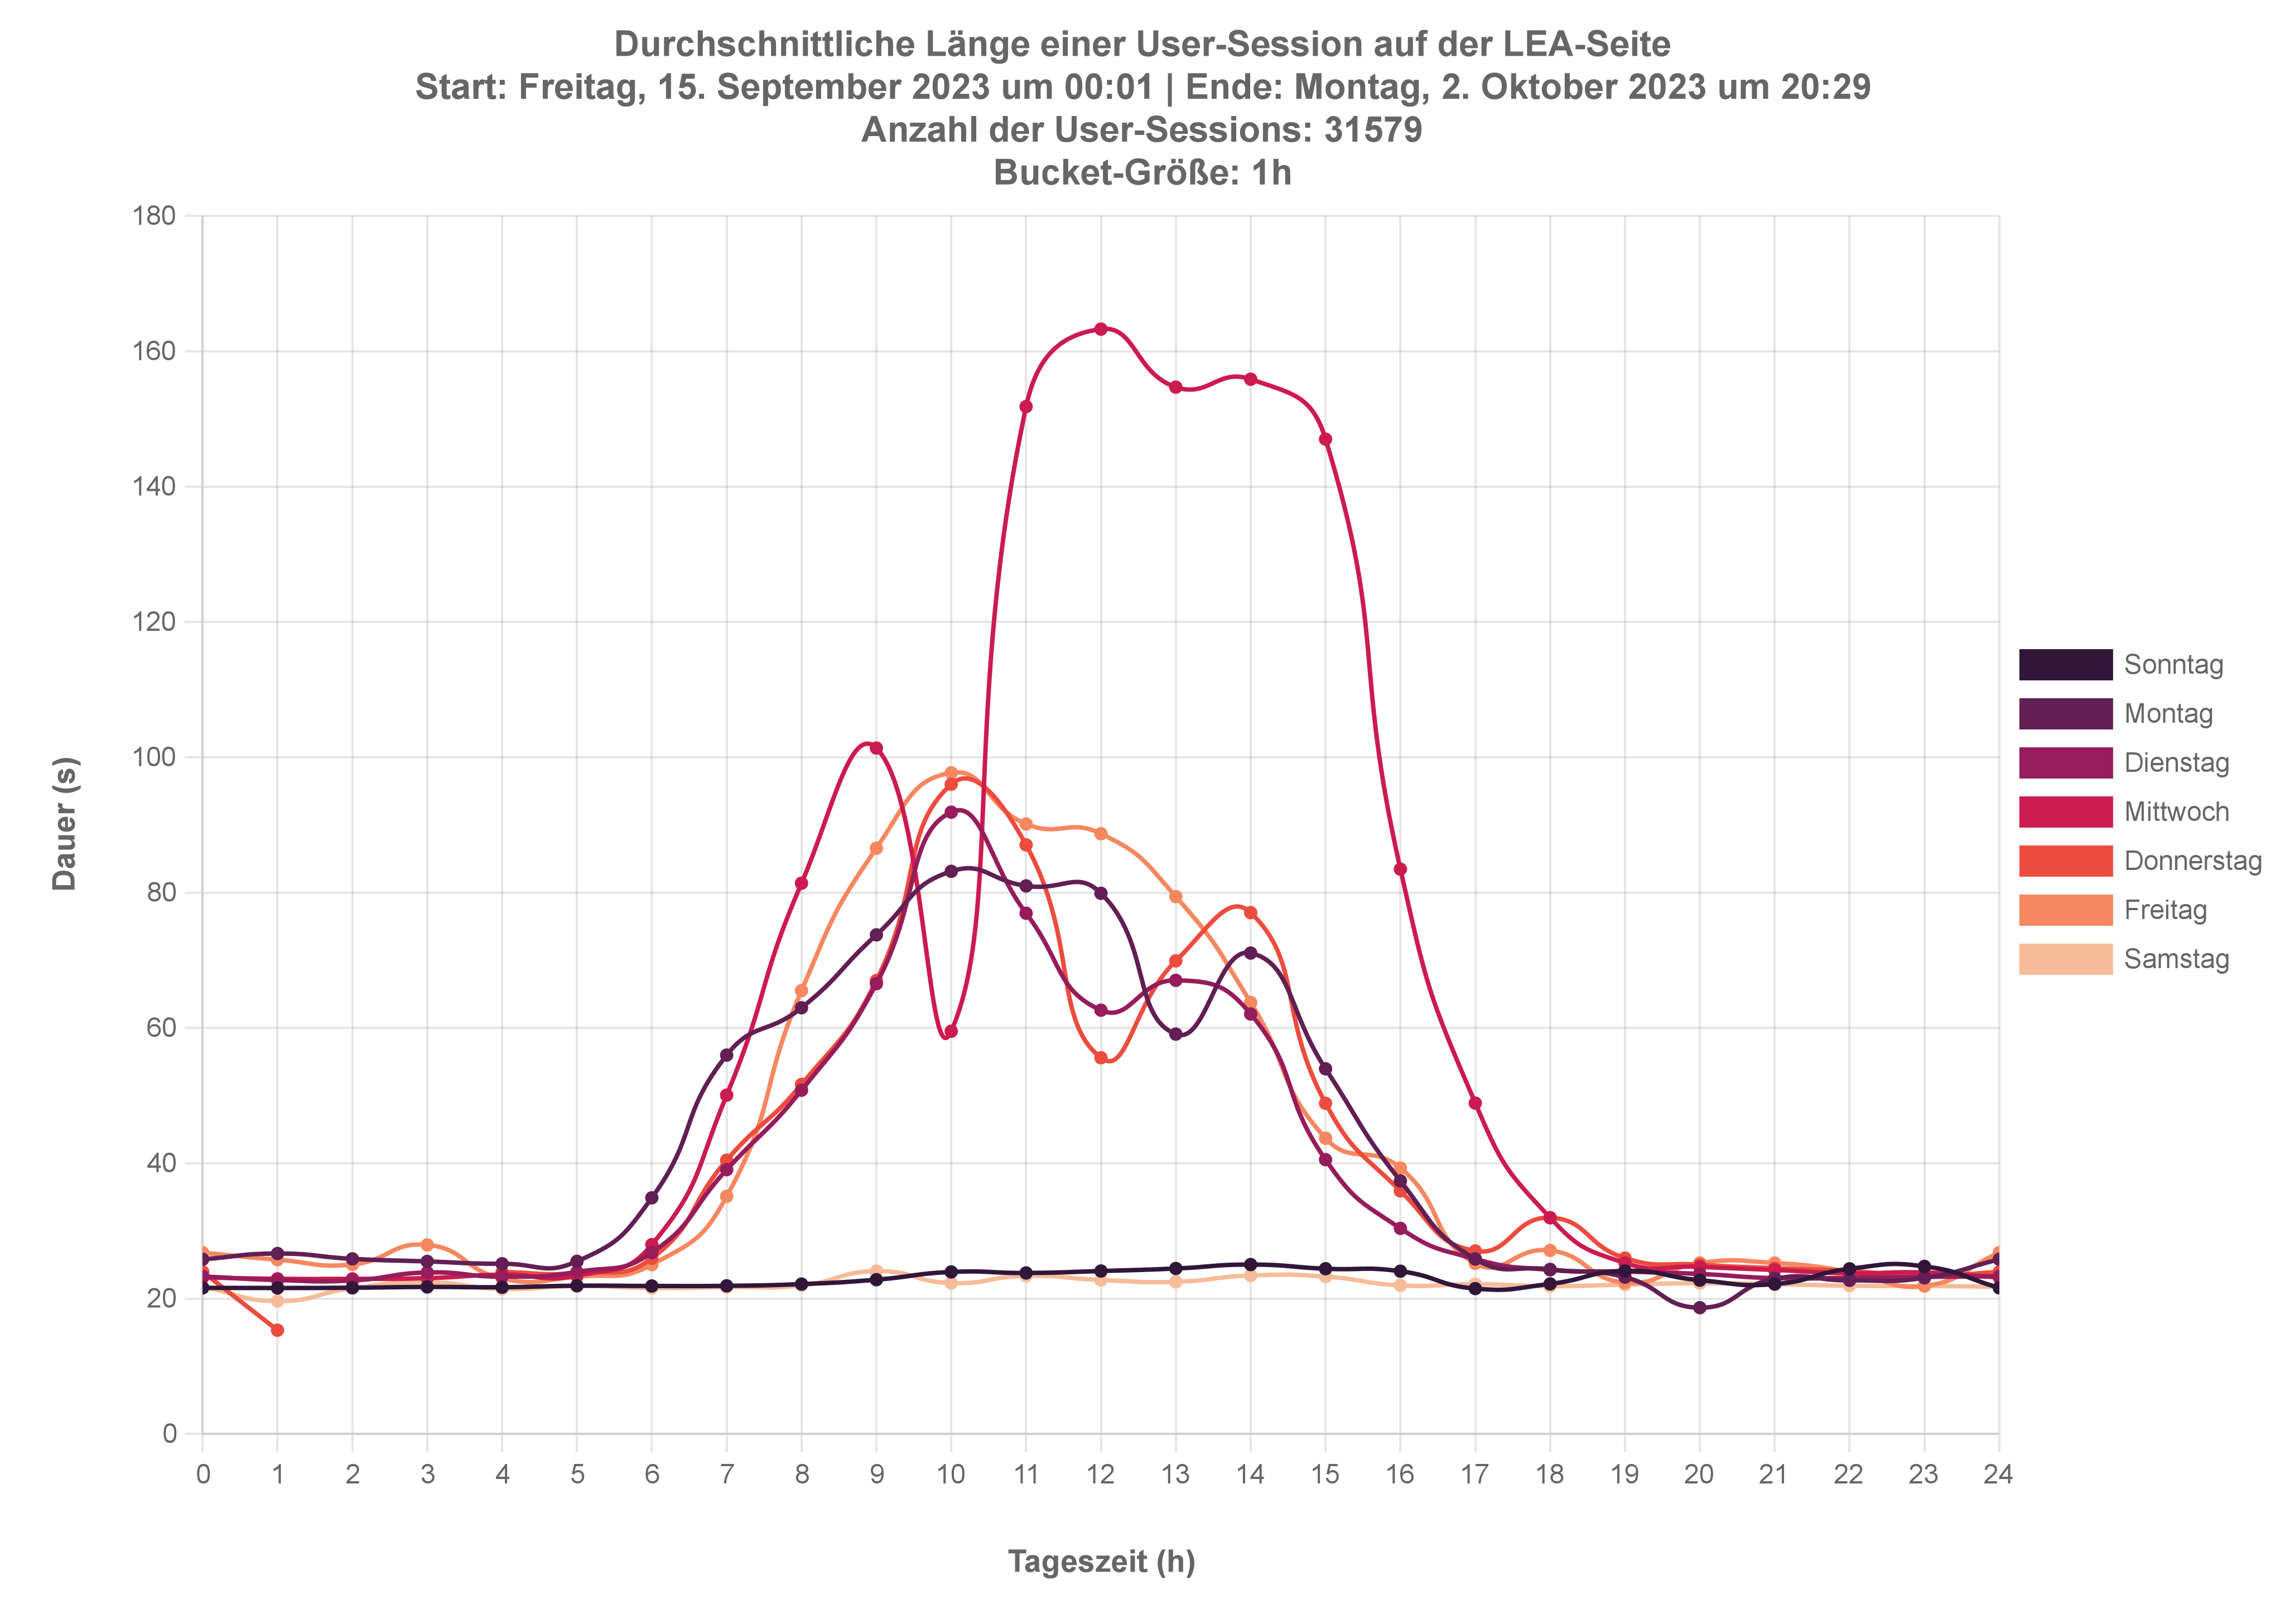 Durchschnittliche Länge einer User-Session auf der LEA-Seite
Start: Freitag, 15. September 2023 um 00:01 | Ende: Montag, 2. Oktober 2023 um 20:29
Anzahl der User-Sessions: 31579
Bucket-Größe: 1h
180
160
140
120
100
80
60
40
20
0
Dauer (s)
0 1 2 3 4 5 6 7 8 9 10 11 12 13 14 15 16 17 18 19 20 21 22 23 24
Tageszeit (h)
Sonntag
Montag
Dienstag
Mittwoch
Donnerstag
Freitag
Samstag